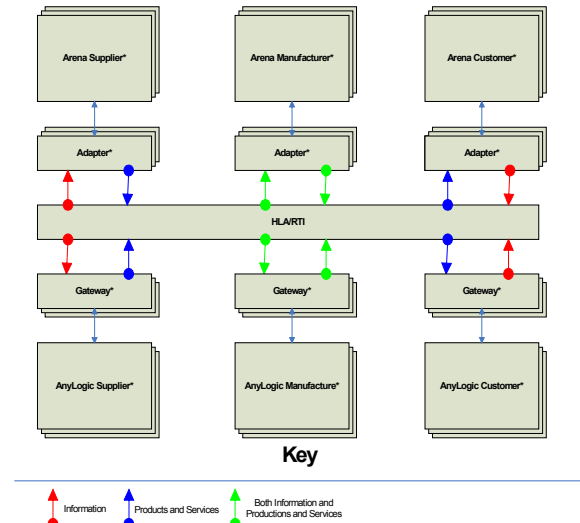 Arena Supplier*
Arena Manufacturer*
Arena Customer*
Adapter*
Adapter*
Adapter*
HLA/RTI
Gateway*
Gateway*
Gateway*
AnyLogic Supplier*
AnyLogic Manufacture*
AnyLogic Customer*
Key
Information
Products and Services
Both Information and
Productions and Services